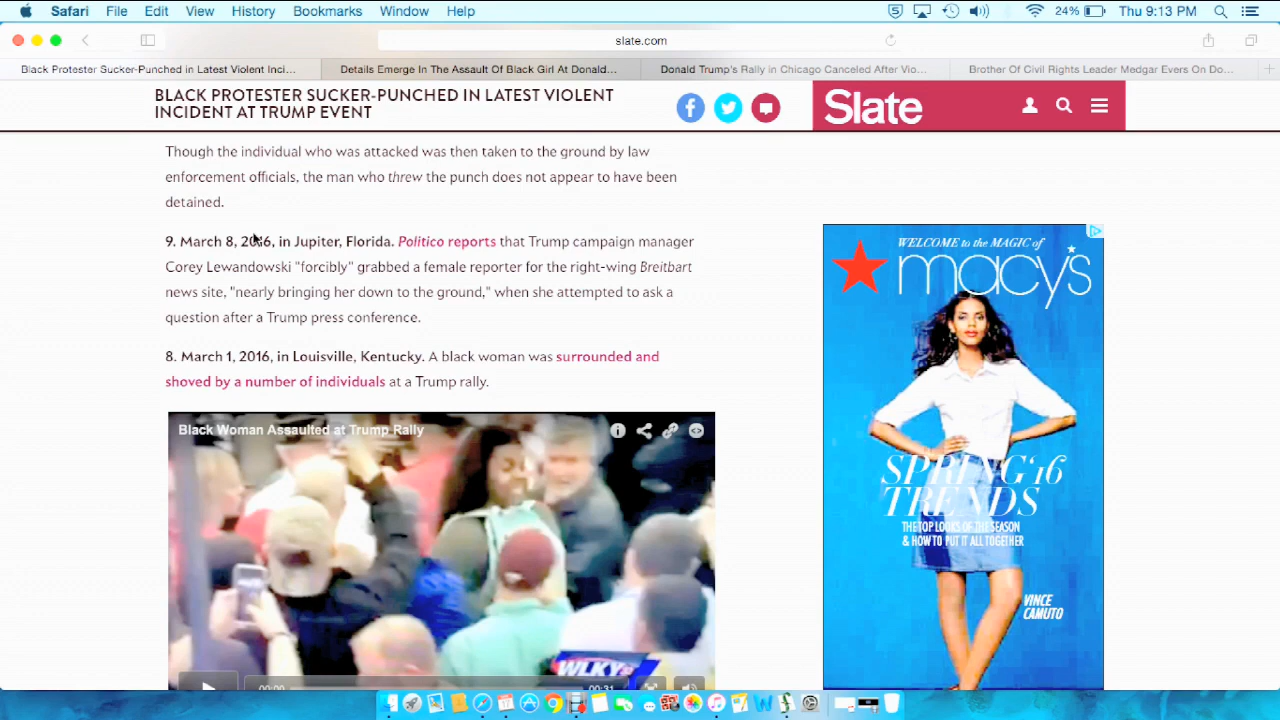 Safari File Edit View History Bookmarks Window Help
5
24%
Thu 9:13 PM
slate.com
Black Protester Sucker-Punched in Latest Violent Inci...
Details Emerge In The Assault Of Black Girl At Donald...
Donald Trump's Rally in Chicago Canceled After Vio...
Brother Of Civil Rights Leader Medgar Evers On Do...
BLACK PROTESTER SUCKER-PUNCHED IN LATEST VIOLENT
INCIDENT AT TRUMP EVENT
Slate
Though the individual who was attacked was then taken to the ground by law
enforcement officials, the man who threw the punch does not appear to have been
detained.
9. March 8, 2016, in Jupiter, Florida. Politico reports that Trump campaign manager
Corey Lewandowski "forcibly" grabbed a female reporter for the right-wing Breitbart
news site, "nearly bringing her down to the ground," when she attempted to ask a
question after a Trump press conference.
8. March 1, 2016, in Louisville, Kentucky. A black woman was surrounded and
shoved by a number of individuals at a Trump rally.
Black Woman Assaulted at Trump Rally
WLKY
00:00
00:31
WELCOME to the MAGIC of
macy's
SPRING '16
TRENDS
THE TOP LOOKS OF THE SEASON
& HOW TO PUT IT ALL TOGETHER
VINCE
CAMUTO